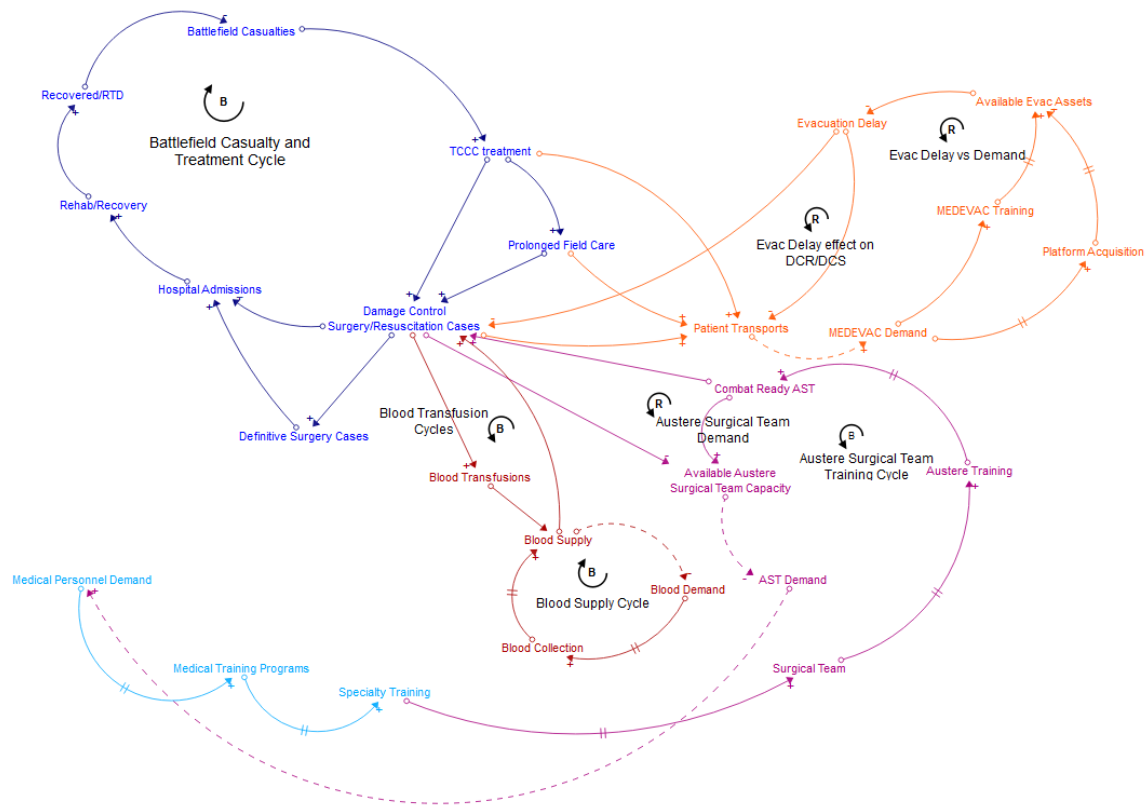 Battlefield Casualties
Recovered/RTD
B
Battlefield Casualty and
Treatment Cycle
Available Evac Assets
Evacuation Delay
R
Evac Delay vs Demand
TCCC treatment
Rehab/Recovery
MEDEVAC Training
R
Evac Delay effect on
DCR/DCS
Prolonged Field Care
Platform Acquisition
Hospital Admissions
Damage Control
Surgery/Resuscitation Cases
Patient Transports
MEDEVAC Demand
Combat Ready AST
Blood Transfusion
Cycles
B
R
Austere Surgical Team
Demand
B
Austere Surgical Team
Training Cycle
Definitive Surgery Cases
Blood Transfusions
Available Austere
Surgical Team Capacity
Austere Training
Blood Supply
B
Blood Supply Cycle
Blood Demand
AST Demand
Medical Personnel Demand
Blood Collection
Medical Training Programs
Surgical Team
Specialty Training